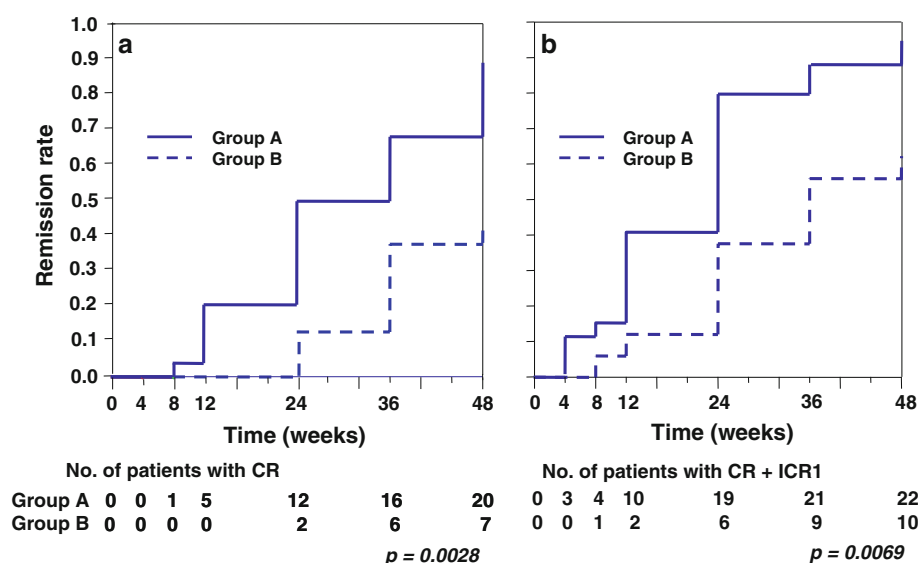 a
b
1.0
0.9
0.8
0.7
0.6
0.5
0.4
0.3
0.2
0.1
0.0
Remission rate
Group A
Group B
Group A
Group B
0 4 8 12 24 36 48
0 4 8 12 24 36 48
Time (weeks)
Time (weeks)
No. of patients with CR
Group A 0 0 1 5 12 16 20
Group B 0 0 0 0 2 6 7
p = 0.0028
No. of patients with CR + ICR1
0 3 4 10 19 21 22
0 0 1 2 6 9 10
p = 0.0069